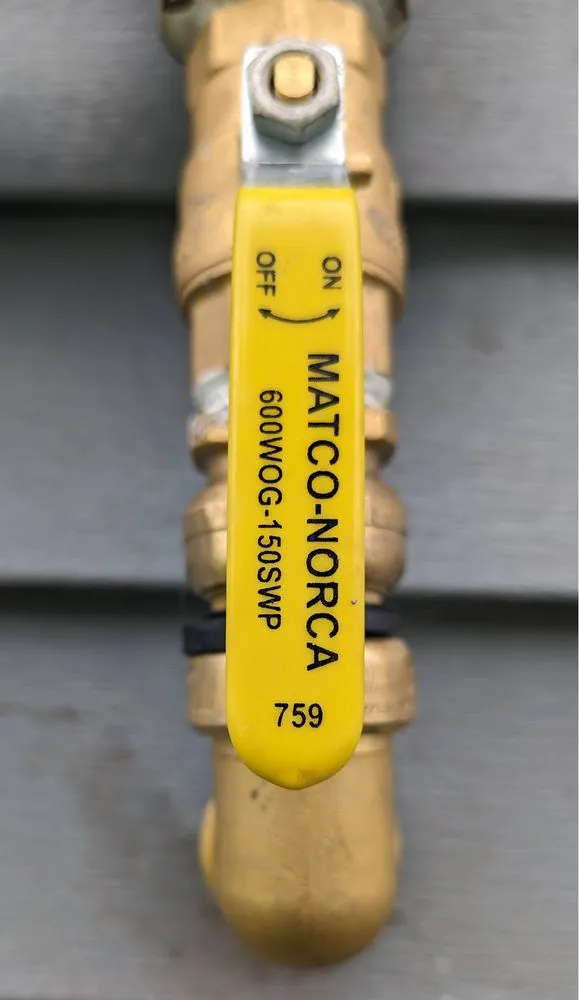 OFF ON
MATCO-NORCA
600WOG-150SWP
759